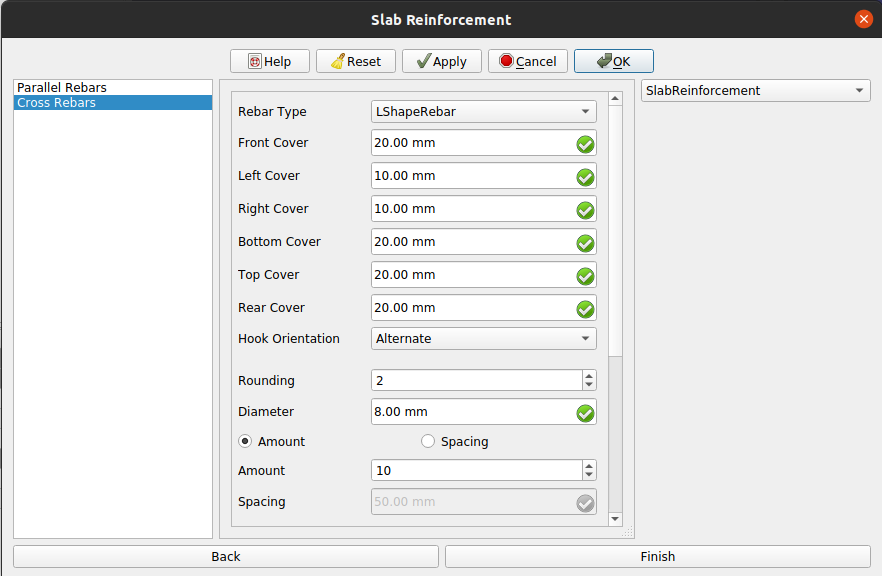 Slab Reinforcement
Help Reset Apply Cancel OK
Parallel Rebars
Cross Rebars
Rebar Type LShapeRebar
Front Cover 20.00 mm
Left Cover 10.00 mm
Right Cover 10.00 mm
Bottom Cover 20.00 mm
Top Cover 20.00 mm
Rear Cover 20.00 mm
Hook Orientation Alternate
Rounding 2
Diameter 8.00 mm
Amount Spacing
Amount 10
Spacing 50.00 mm
SlabReinforcement
Back Finish